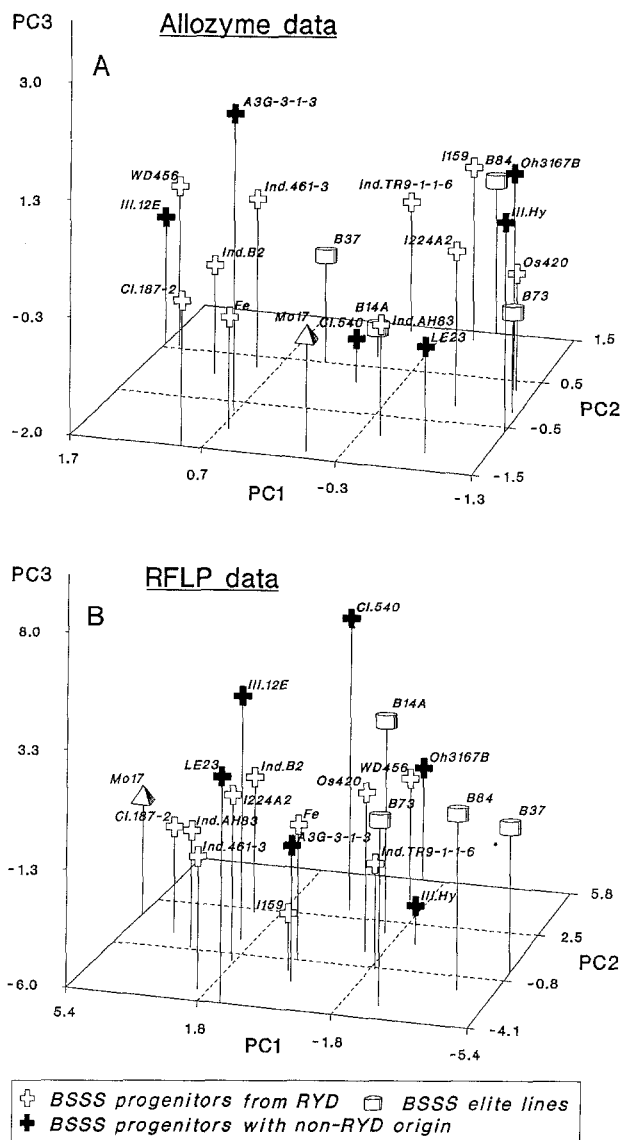 Allozyme data
PC3
A
3.0
1.3
-0.3
-2.0
A3G-3-1-3
WD456
Ill.12E
Ind.461-3
Ind.TR9-1-1-6
I159
B84
Oh3167B
Ill.Hy
Ind.B2
B37
I224A2
Os420
CI.187-2
Fe
Mo17
CI.540
B14A
Ind.AH83
LE23
B73
1.5
0.5
PC2
-0.5
-1.5
1.7
0.7
PC1
-0.3
-1.3
RFLP data
PC3
B
8.0
3.3
-1.3
-6.0
CI.540
Ill.12E
B14A
LE23
Ind.B2
WD456
Oh3167B
Mo17
I224A2
Os420
B73
B84
B37
CI.187-2
Ind.AH83
Fe
A3G-3-1-3
Ind.461-3
Ind.TR9-1-1-6
I159
Ill.Hy
5.8
2.5
PC2
-0.8
-4.1
5.4
1.8
PC1
-1.8
-5.4
BSSS progenitors from RYD
BSSS elite lines
BSSS progenitors with non-RYD origin